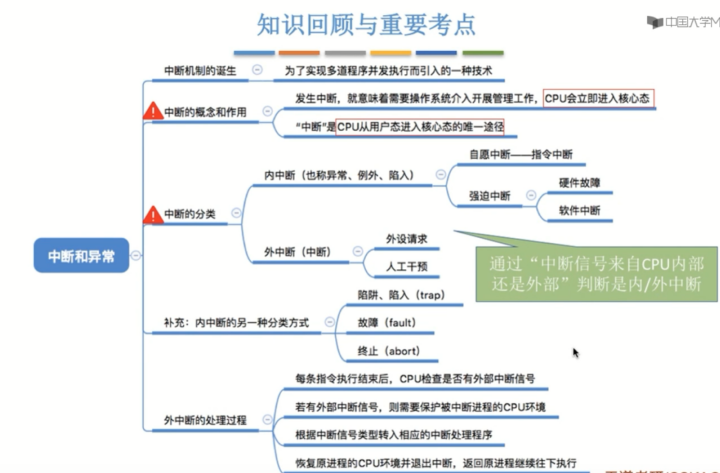 知识回顾与重要考点
中国大学M
中断机制的诞生
为了实现多道程序并发执行而引入的一种技术
中断的概念和作用
发生中断，就意味着需要操作系统介入开展管理工作，CPU会立即进入核心态
“中断”是CPU从用户态进入核心态的唯一途径
中断和异常
中断的分类
内中断（也称异常、例外、陷入）
自愿中断——指令中断
强迫中断
硬件故障
软件中断
外中断（中断）
外设请求
人工干预
通过“中断信号来自CPU内部
还是外部”判断是内/外中断
补充：内中断的另一种分类方式
陷阱、陷入（trap）
故障（fault）
终止（abort）
外中断的处理过程
每条指令执行结束后，CPU检查是否有外部中断信号
若有外部中断信号，则需要保护被中断进程的CPU环境
根据中断信号类型转入相应的中断处理程序
恢复原进程的CPU环境并退出中断，返回原进程继续往下执行